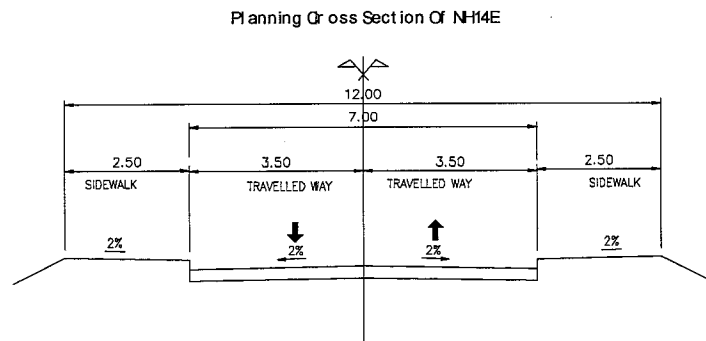 Planning Cross Section Of NH14E
12.00
7.00
2.50 3.50 3.50 2.50
SIDEWALK TRAVELLED WAY TRAVELLED WAY SIDEWALK
2% 2% 2% 2%